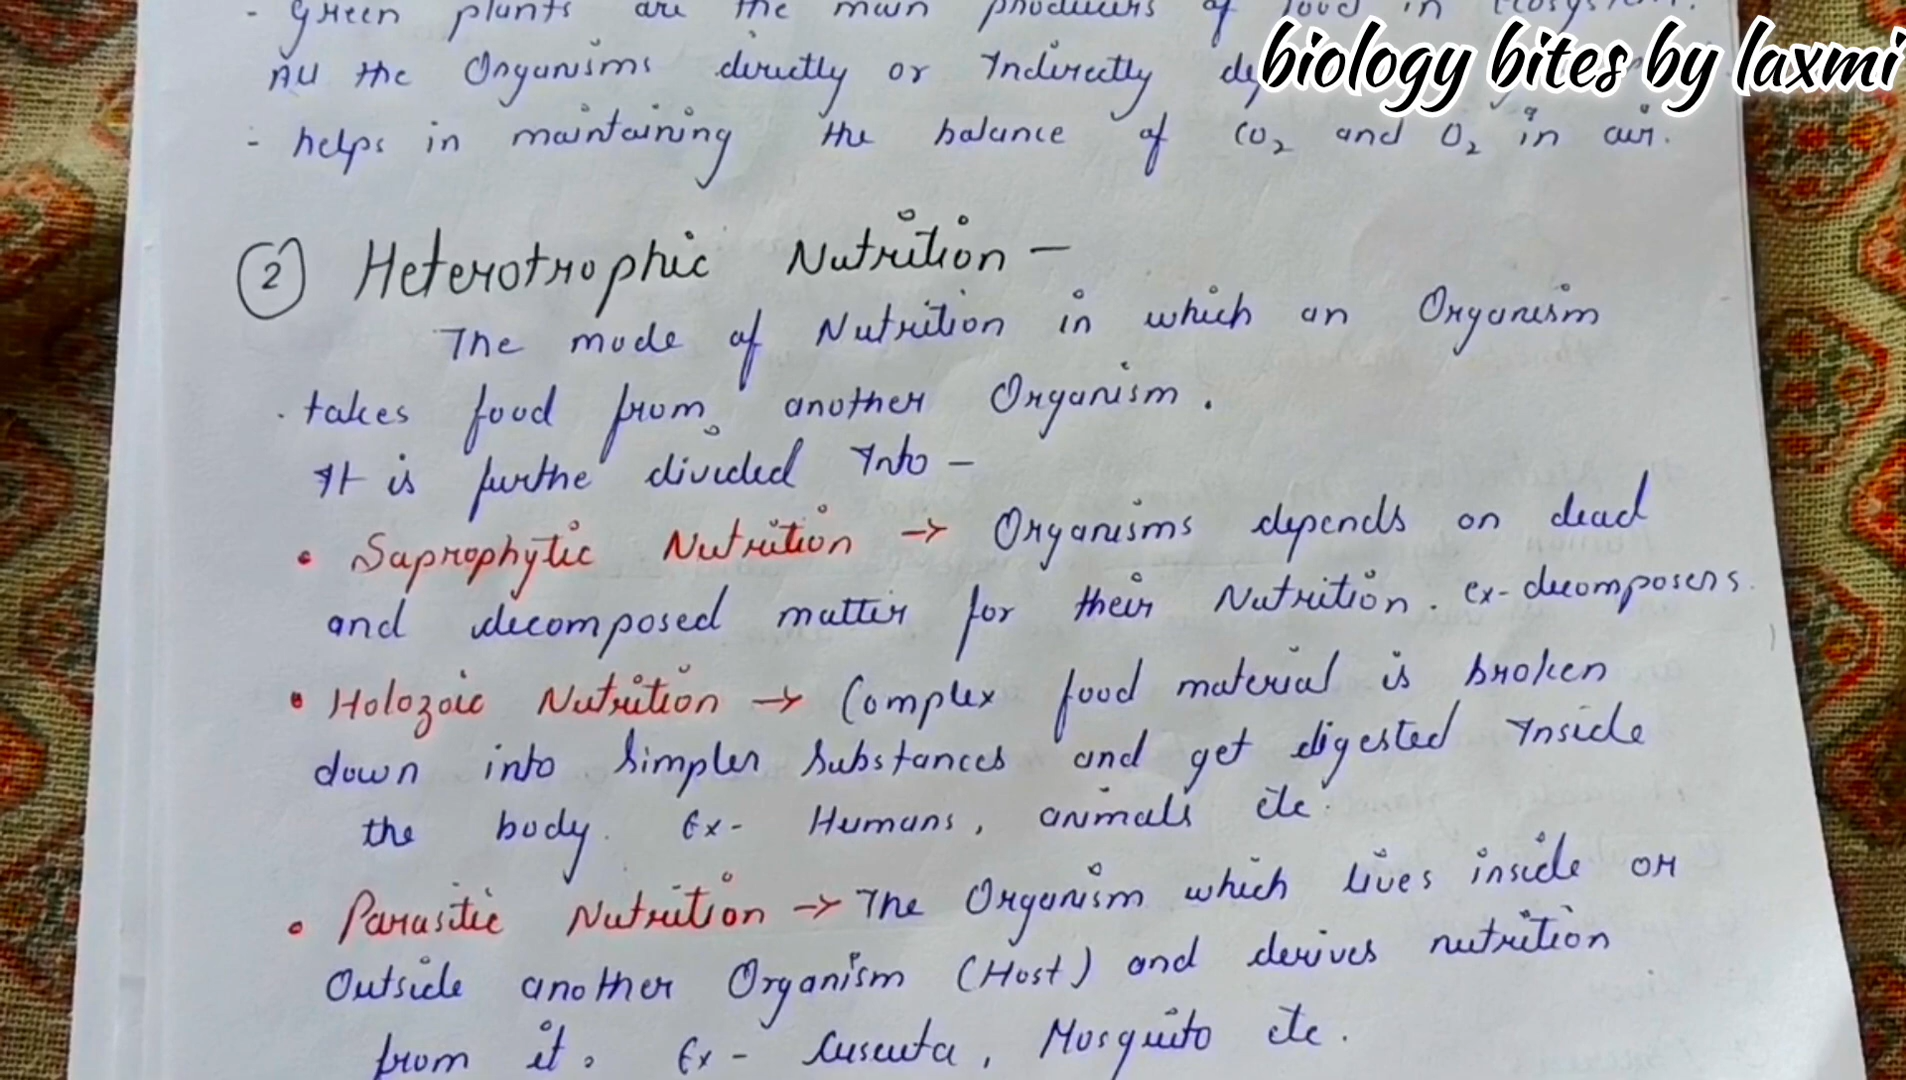 - Green plants are the main producers of food in ecosystem.
biology bites by laxmi
All the Organisms directly or Indirectly
- helps in maintaining the balance of CO₂ and O₂ in air.
② Heterotrophic Nutrition —
The mode of Nutrition in which an Organism
takes food from another Organism.
It is furthe divided Into —
• Saprophytic Nutrition → Organisms depends on dead
and decomposed matter for their Nutrition. ex- decomposers.
• Holozoic Nutrition → Complex food material is broken
down into simpler substances and get digested Inside
the body. Ex- Humans, animals etc.
• Parasitic Nutrition → The Organism which lives inside or
Outside another Organism (Host) and derives nutrition
from it. Ex - Cuscuta, Mosquito etc.